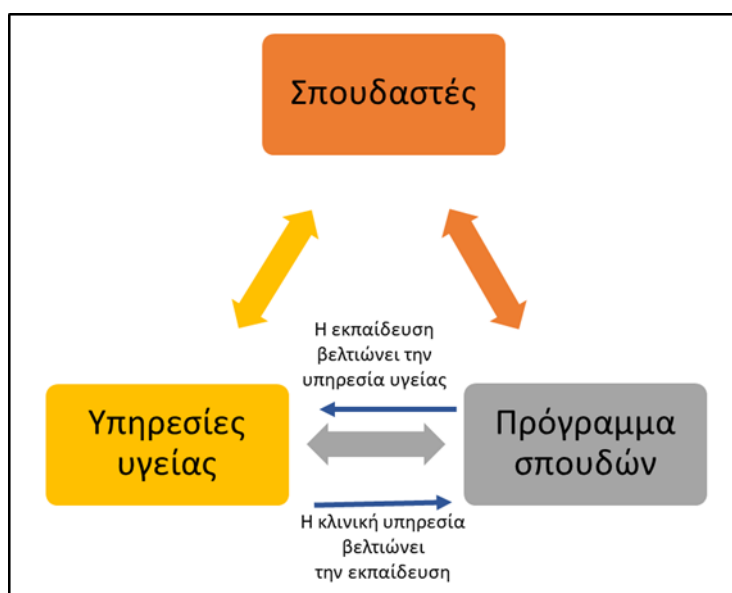 Σπουδαστές
Η εκπαίδευση
βελτιώνει την
υπηρεσία υγείας
Υπηρεσίες
υγείας
Πρόγραμμα
σπουδών
Η κλινική υπηρεσία
βελτιώνει
την εκπαίδευση